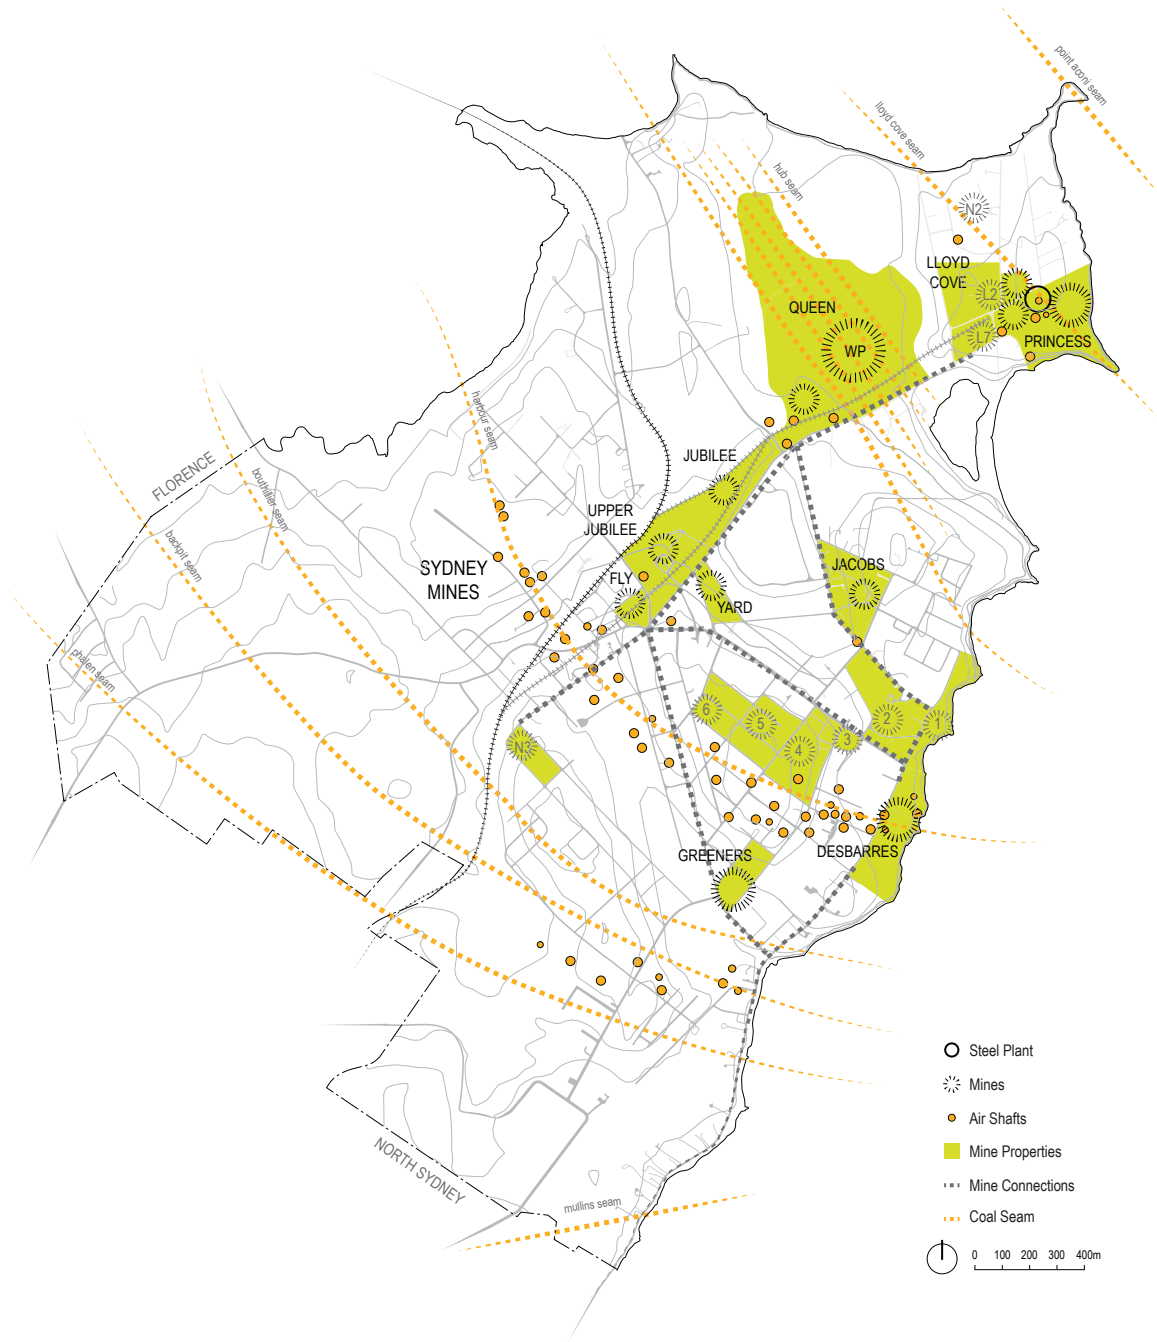 point aconi seam
lloyd cove seam
hub seam
N2
LLOYD
COVE
L2
QUEEN
WP
L7
PRINCESS
harbour seam
JUBILEE
FLORENCE
bouthillier seam
UPPER
JUBILEE
backpit seam
SYDNEY
MINES
FLY
JACOBS
YARD
phalen seam
6
5
4
3
2
1
N3
GREENERS
DESBARRES
NORTH SYDNEY
mullins seam
Steel Plant
Mines
Air Shafts
Mine Properties
Mine Connections
Coal Seam
0 100 200 300 400m